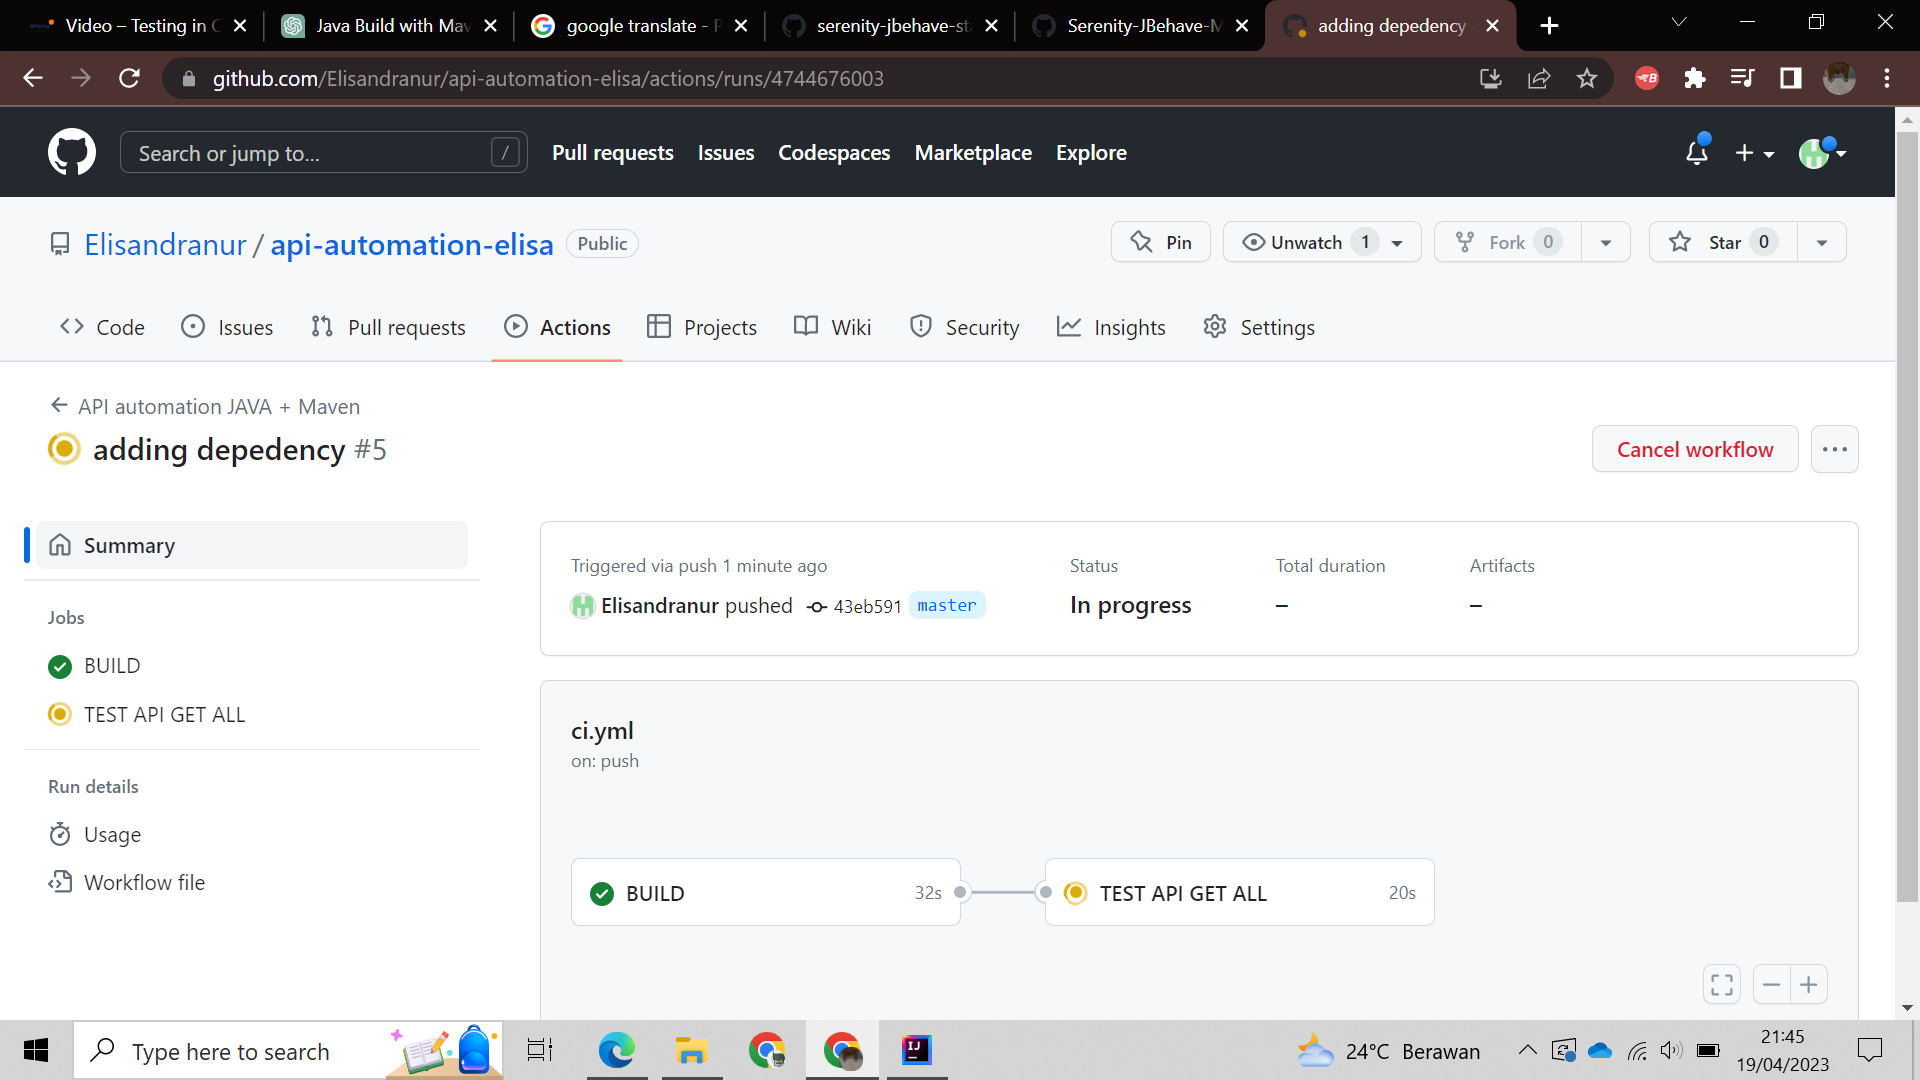 Video – Testing in C
Java Build with Mav
google translate - P
serenity-jbehave-sta
Serenity-JBehave-M
adding depedency
github.com/Elisandranur/api-automation-elisa/actions/runs/4744676003
Search or jump to... /
Pull requests Issues Codespaces Marketplace Explore
Elisandranur / api-automation-elisa Public
Pin Unwatch 1 Fork 0 Star 0
Code Issues Pull requests Actions Projects Wiki Security Insights Settings
API automation JAVA + Maven
adding depedency #5
Cancel workflow
Summary
Jobs
BUILD
TEST API GET ALL
Run details
Usage
Workflow file
Triggered via push 1 minute ago
Elisandranur pushed 43eb591 master
Status
In progress
Total duration
–
Artifacts
–
ci.yml
on: push
BUILD 32s
TEST API GET ALL 20s
Type here to search
24°C Berawan
21:45
19/04/2023